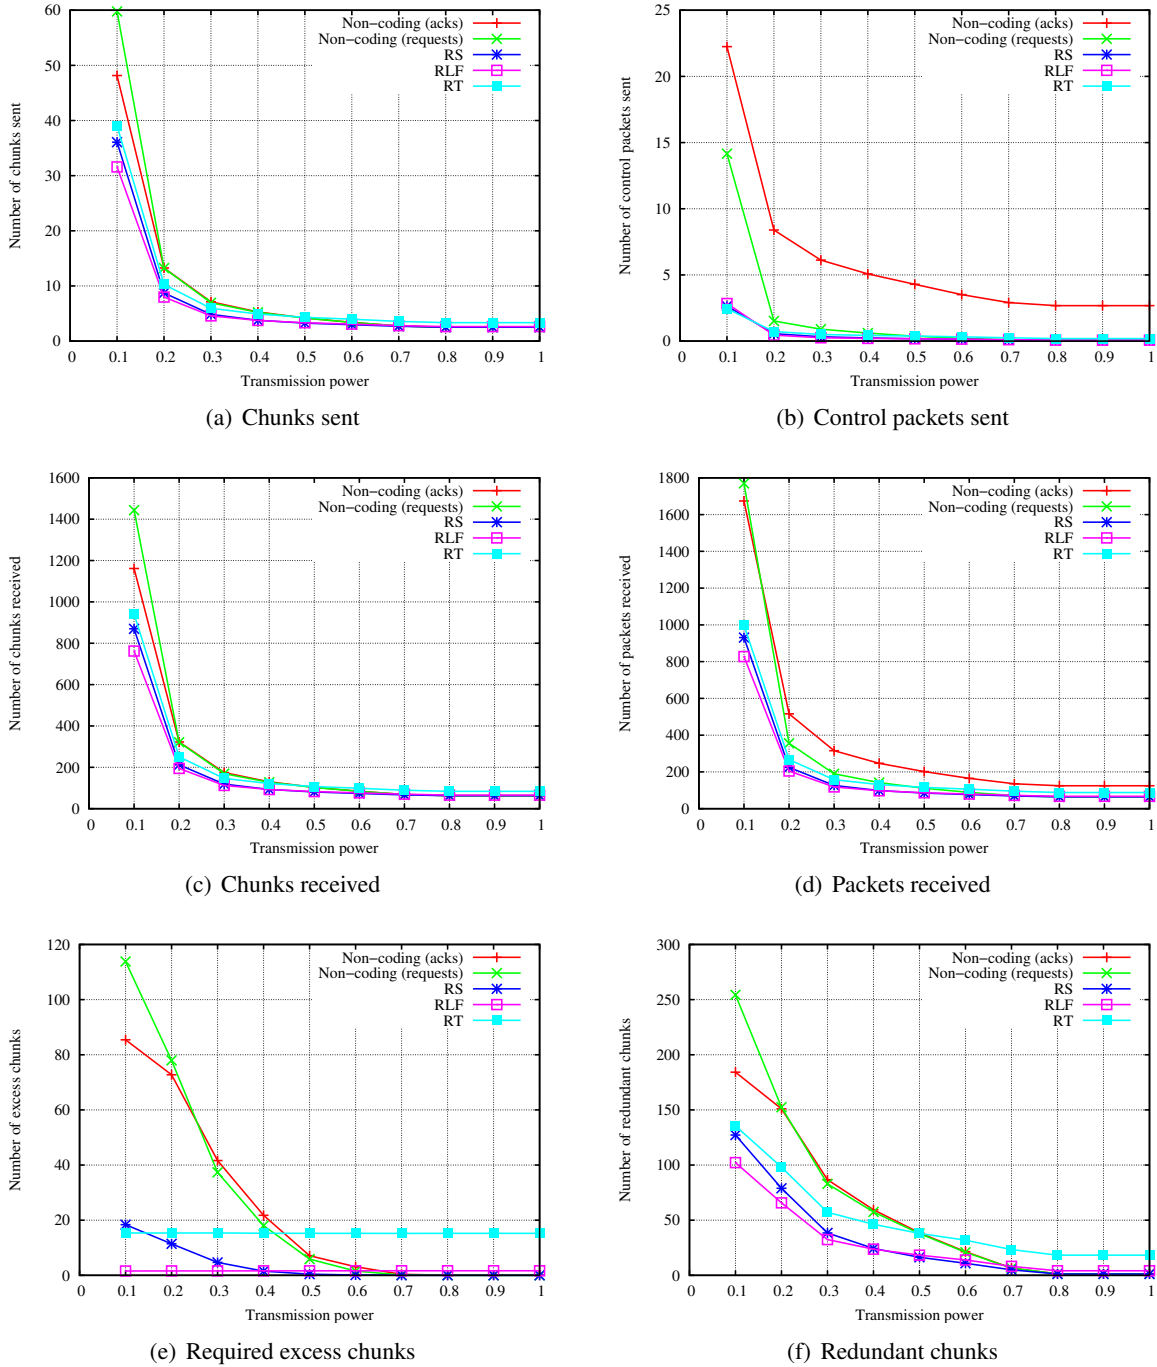 60
50
40
30
20
10
0
0
0.1
0.2
0.3
0.4
0.5
0.6
0.7
0.8
0.9
1
Number of chunks sent
Transmission power
Non−coding (acks)
Non−coding (requests)
RS
RLF
RT
(a) Chunks sent
25
20
15
10
5
0
0
0.1
0.2
0.3
0.4
0.5
0.6
0.7
0.8
0.9
1
Number of control packets sent
Transmission power
Non−coding (acks)
Non−coding (requests)
RS
RLF
RT
(b) Control packets sent
1600
1400
1200
1000
800
600
400
200
0
0
0.1
0.2
0.3
0.4
0.5
0.6
0.7
0.8
0.9
1
Number of chunks received
Transmission power
Non−coding (acks)
Non−coding (requests)
RS
RLF
RT
(c) Chunks received
1800
1600
1400
1200
1000
800
600
400
200
0
0
0.1
0.2
0.3
0.4
0.5
0.6
0.7
0.8
0.9
1
Number of packets received
Transmission power
Non−coding (acks)
Non−coding (requests)
RS
RLF
RT
(d) Packets received
120
100
80
60
40
20
0
0
0.1
0.2
0.3
0.4
0.5
0.6
0.7
0.8
0.9
1
Number of excess chunks
Transmission power
Non−coding (acks)
Non−coding (requests)
RS
RLF
RT
(e) Required excess chunks
300
250
200
150
100
50
0
0
0.1
0.2
0.3
0.4
0.5
0.6
0.7
0.8
0.9
1
Number of redundant chunks
Transmission power
Non−coding (acks)
Non−coding (requests)
RS
RLF
RT
(f) Redundant chunks